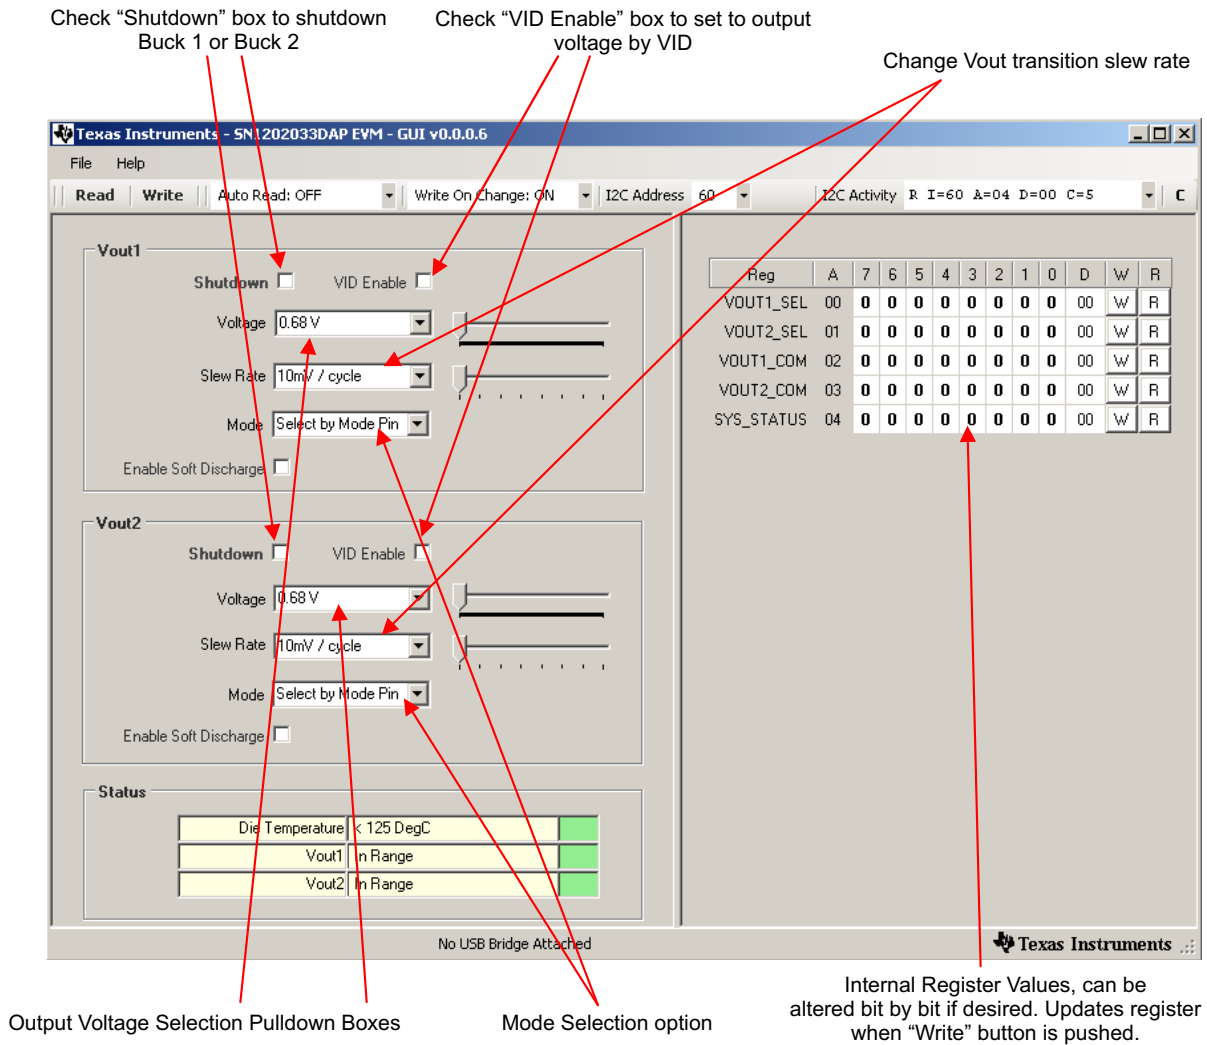 Check “Shutdown” box to shutdown
Buck 1 or Buck 2
Check “VID Enable” box to set to output
voltage by VID
Change Vout transition slew rate
Texas Instruments - SN1202033DAP EVM - GUI v0.0.0.6
File Help
Read Write Auto Read: OFF Write On Change: ON I2C Address 60 I2C Activity R I=60 A=04 D=00 C=5 C
Vout1
Shutdown VID Enable
Voltage 0.68 V
Slew Rate 10mV / cycle
Mode Select by Mode Pin
Enable Soft Discharge
Vout2
Shutdown VID Enable
Voltage 0.68 V
Slew Rate 10mV / cycle
Mode Select by Mode Pin
Enable Soft Discharge
Status
Die Temperature < 125 DegC
Vout1 In Range
Vout2 In Range
Reg A 7 6 5 4 3 2 1 0 D W R
VOUT1_SEL 00 0 0 0 0 0 0 0 0 00 W R
VOUT2_SEL 01 0 0 0 0 0 0 0 0 00 W R
VOUT1_COM 02 0 0 0 0 0 0 0 0 00 W R
VOUT2_COM 03 0 0 0 0 0 0 0 0 00 W R
SYS_STATUS 04 0 0 0 0 0 0 0 0 00 W R
No USB Bridge Attached
Texas Instruments
Output Voltage Selection Pulldown Boxes
Mode Selection option
Internal Register Values, can be
altered bit by bit if desired. Updates register
when “Write” button is pushed.